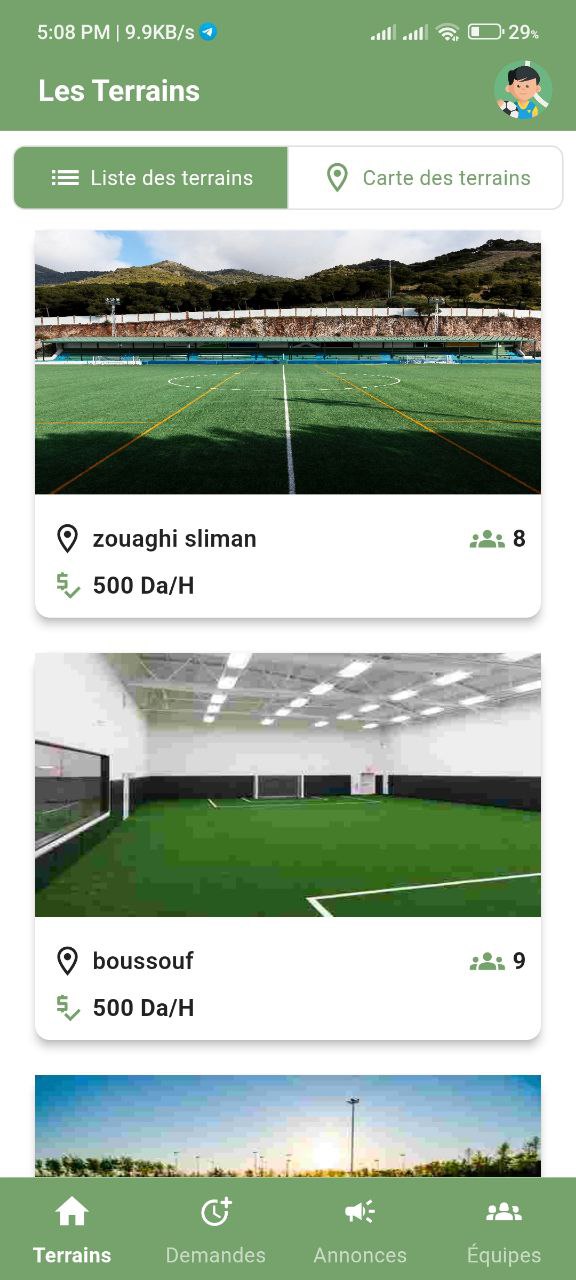 5:08 PM | 9.9KB/s
29%
Les Terrains
Liste des terrains
Carte des terrains
zouaghi sliman
8
500 Da/H
boussouf
9
500 Da/H
Terrains
Demandes
Annonces
Équipes